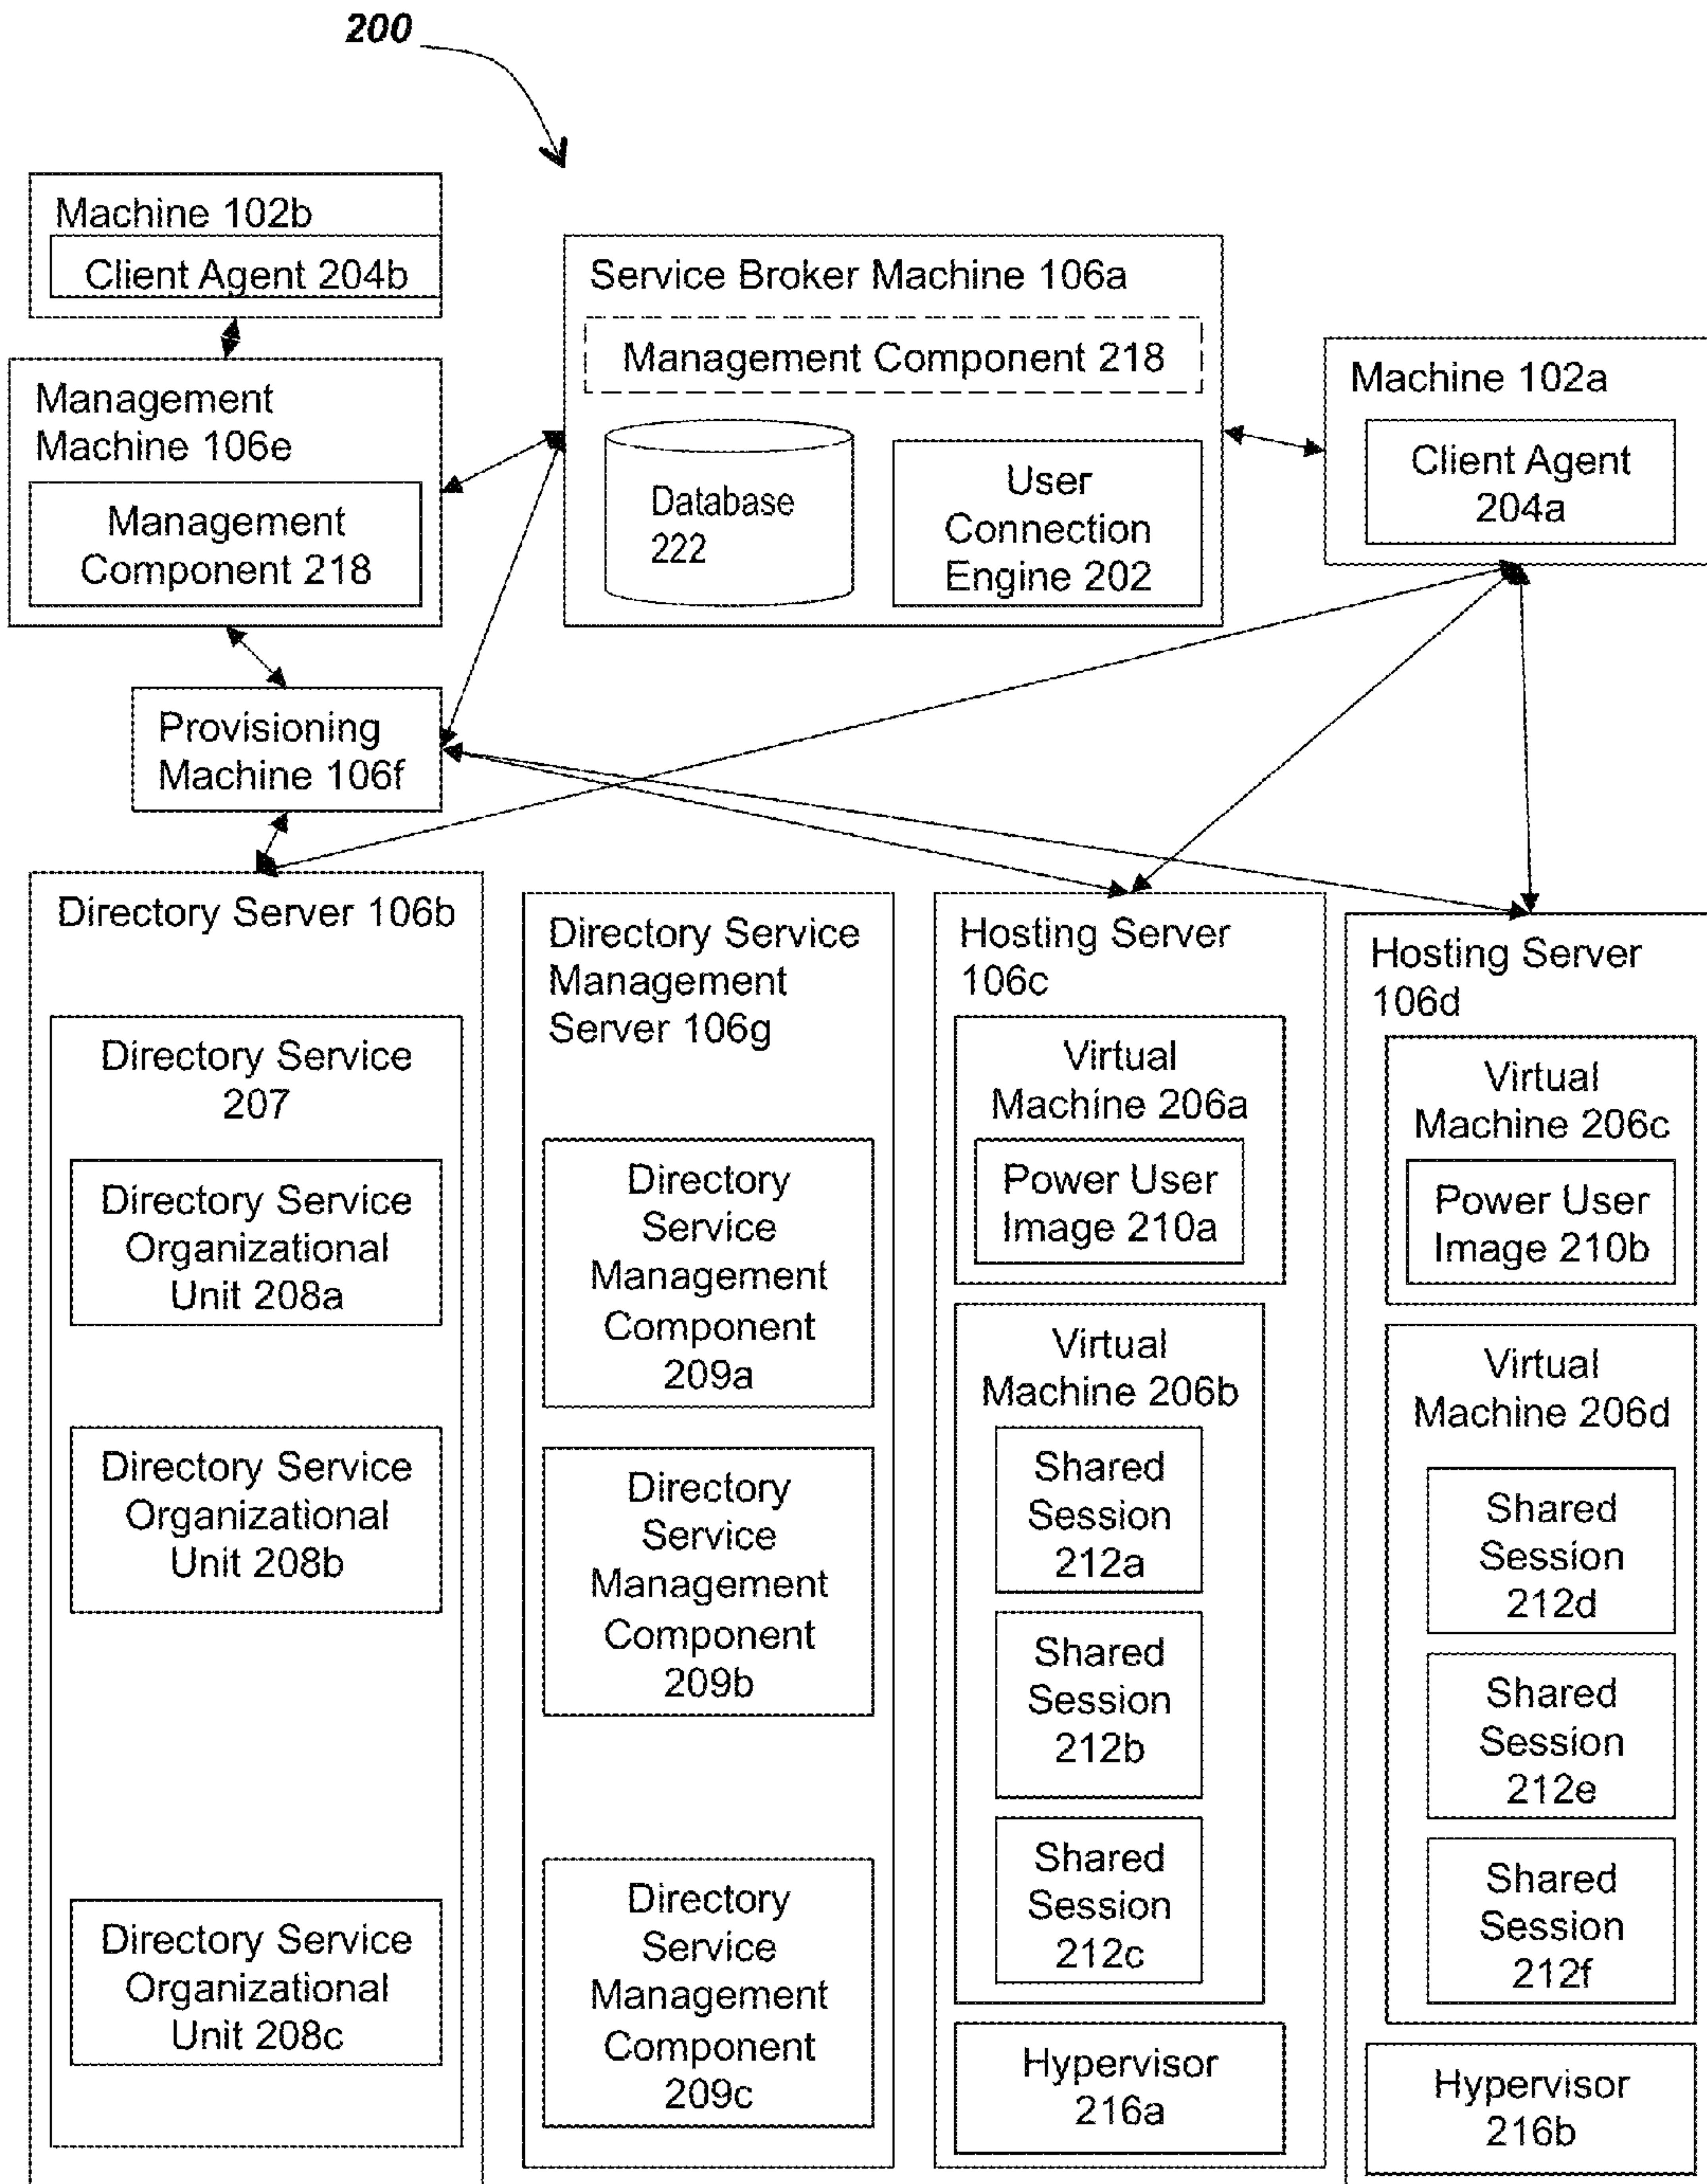 200
Machine 102b
Client Agent 204b
Service Broker Machine 106a
Management Component 218
Database
222
User
Connection
Engine 202
Machine 102a
Client Agent
204a
Management
Machine 106e
Management
Component 218
Provisioning
Machine 106f
Directory Server 106b
Directory Service
207
Directory Service
Organizational
Unit 208a
Directory Service
Organizational
Unit 208b
Directory Service
Organizational
Unit 208c
Directory Service
Management
Server 106g
Directory
Service
Management
Component
209a
Directory
Service
Management
Component
209b
Directory
Service
Management
Component
209c
Hosting Server
106c
Virtual
Machine 206a
Power User
Image 210a
Virtual
Machine 206b
Shared
Session
212a
Shared
Session
212b
Shared
Session
212c
Hypervisor
216a
Hosting Server
106d
Virtual
Machine 206c
Power User
Image 210b
Virtual
Machine 206d
Shared
Session
212d
Shared
Session
212e
Shared
Session
212f
Hypervisor
216b